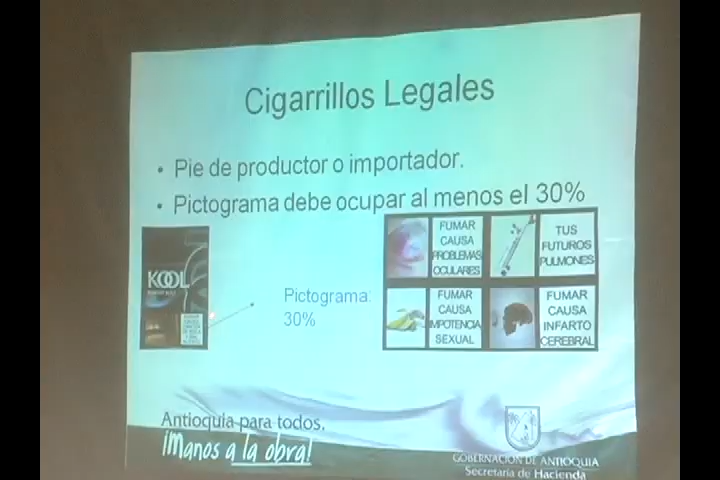 Cigarrillos Legales
• Pie de productor o importador.
• Pictograma debe ocupar al menos el 30%
KOOL
Pictograma:
30%
FUMAR
CAUSA
PROBLEMAS
OCULARES
TUS
FUTUROS
PULMONES
FUMAR
CAUSA
IMPOTENCIA
SEXUAL
FUMAR
CAUSA
INFARTO
CEREBRAL
Antioquia para todos.
¡Manos a la obra!
GOBERNACIÓN DE ANTIOQUIA
Secretaría de Hacienda